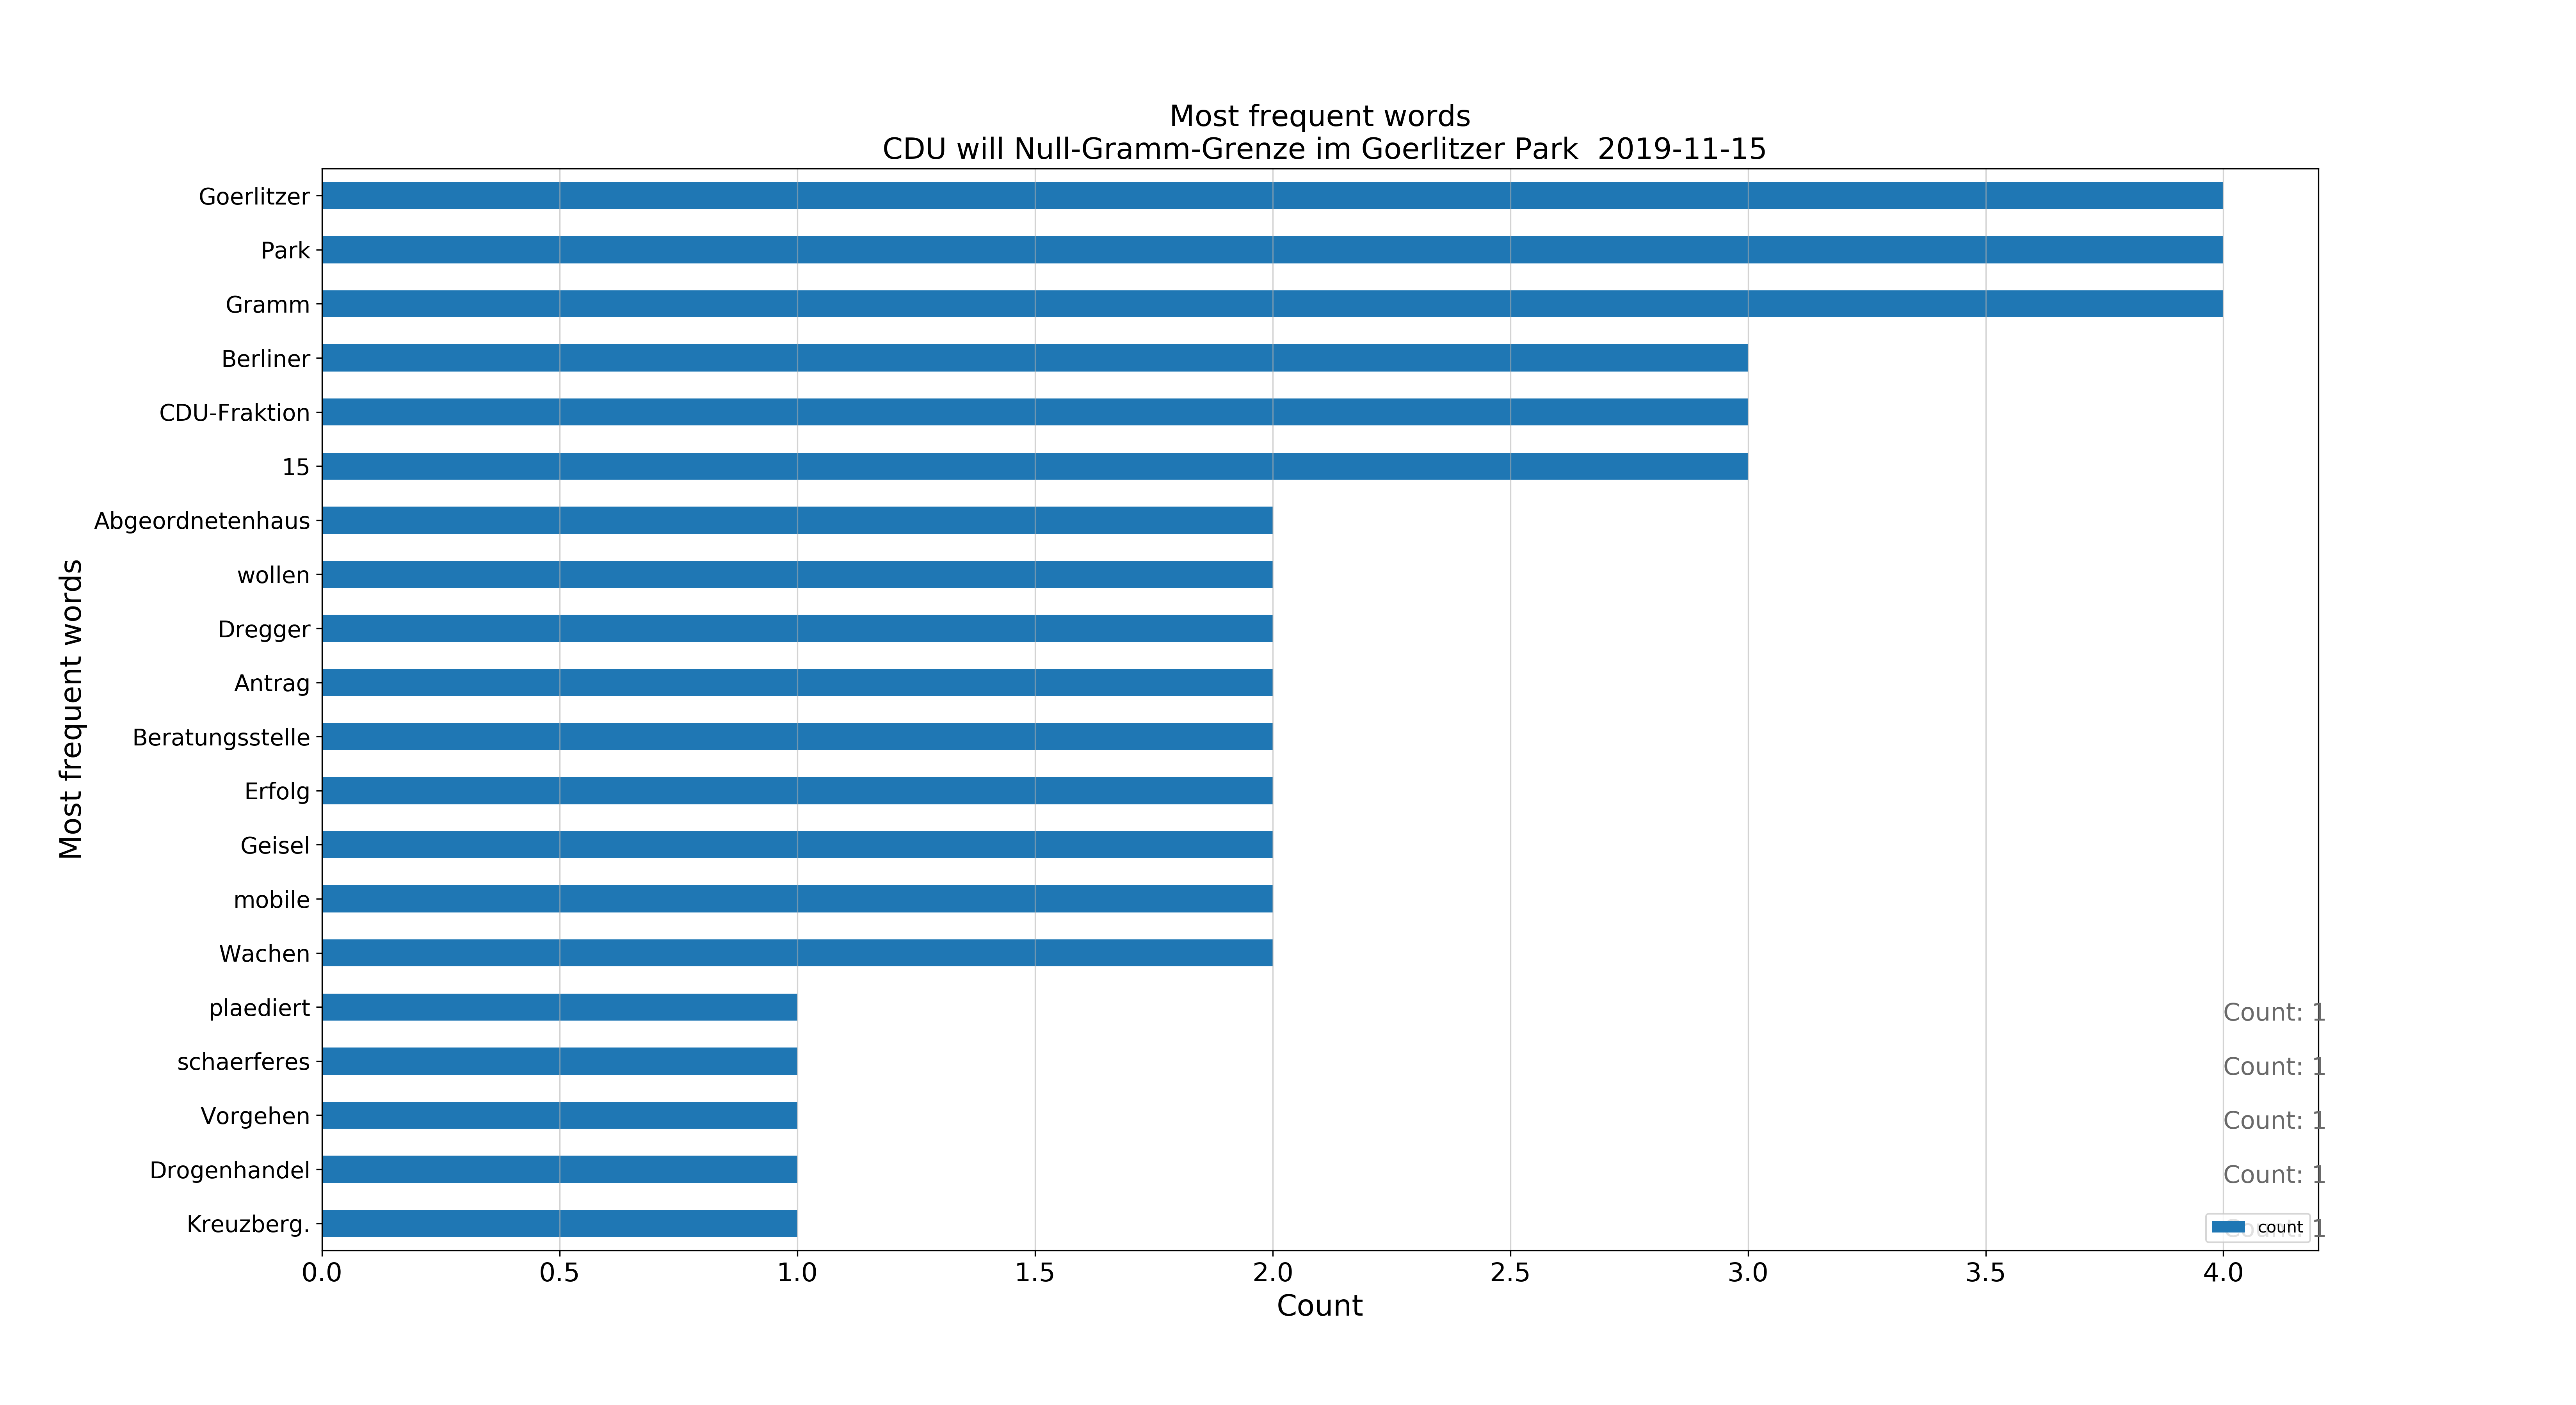 Most frequent words
CDU will Null-Gramm-Grenze im Goerlitzer Park  2019-11-15
Most frequent words
Goerlitzer
Park
Gramm
Berliner
CDU-Fraktion
15
Abgeordnetenhaus
wollen
Dregger
Antrag
Beratungsstelle
Erfolg
Geisel
mobile
Wachen
plaediert
Count: 1
schaerferes
Count: 1
Vorgehen
Count: 1
Drogenhandel
Count: 1
Kreuzberg.
Count: 1
count
0.0 0.5 1.0 1.5 2.0 2.5 3.0 3.5 4.0
Count